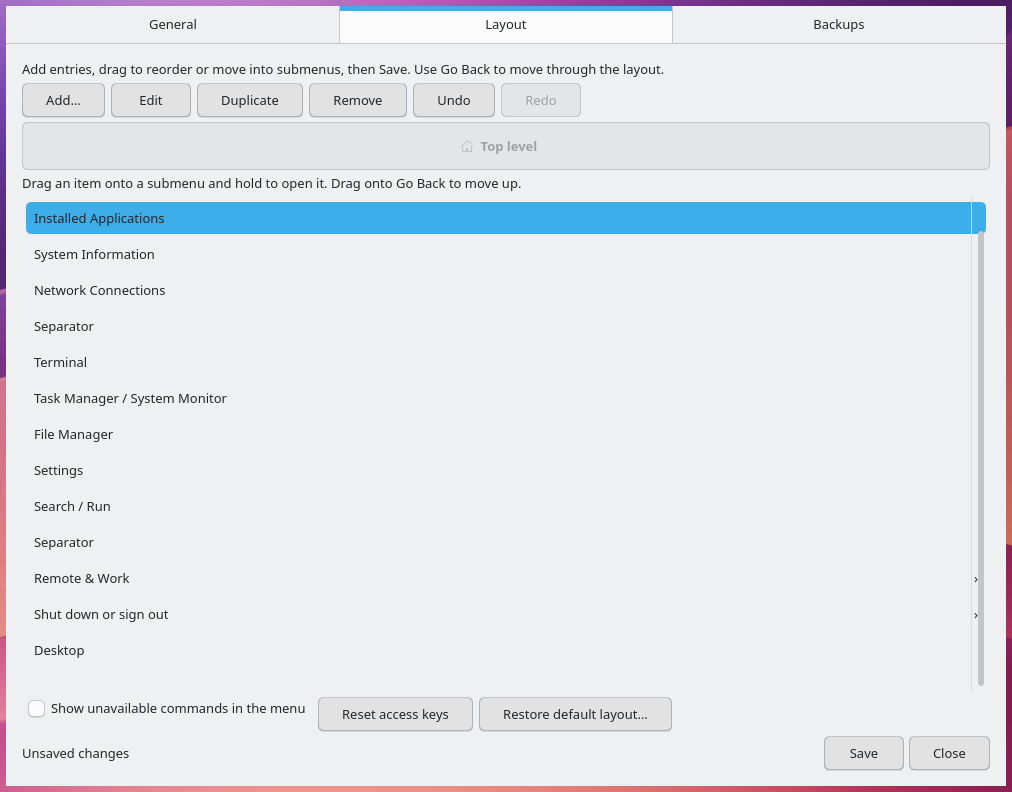 General Layout Backups
Add entries, drag to reorder or move into submenus, then Save. Use Go Back to move through the layout.
Add... Edit Duplicate Remove Undo Redo
Top level
Drag an item onto a submenu and hold to open it. Drag onto Go Back to move up.
Installed Applications
System Information
Network Connections
Separator
Terminal
Task Manager / System Monitor
File Manager
Settings
Search / Run
Separator
Remote & Work ›
Shut down or sign out ›
Desktop
Show unavailable commands in the menu Reset access keys Restore default layout...
Unsaved changes Save Close